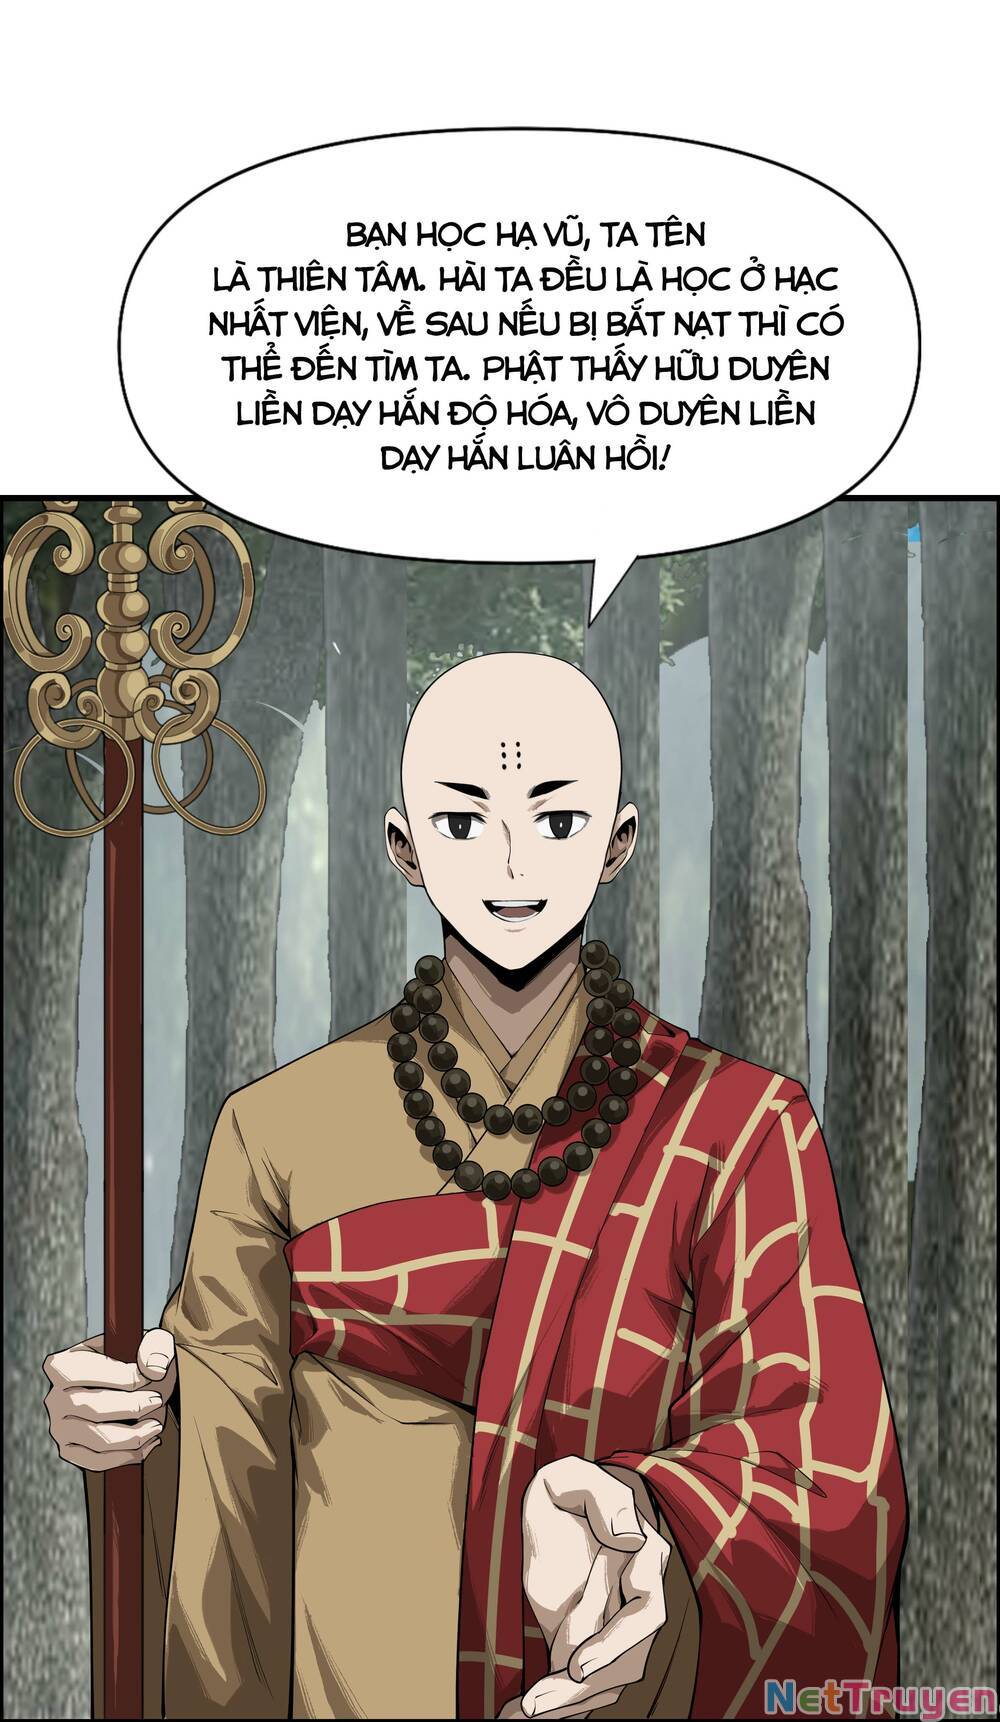 BẠN HỌC HẠ VŨ, TA TÊN
LÀ THIÊN TÂM. HÀI TA ĐỀU LÀ HỌC Ở HẠC
NHẤT VIỆN, VỀ SAU NẾU BỊ BẮT NẠT THÌ CÓ
THỂ ĐẾN TÌM TA. PHẬT THẤY HỮU DUYÊN
LIỀN DẠY HẮN ĐỘ HÓA, VÔ DUYÊN LIỀN
DẠY HẮN LUÂN HỒI!
NetTruyen